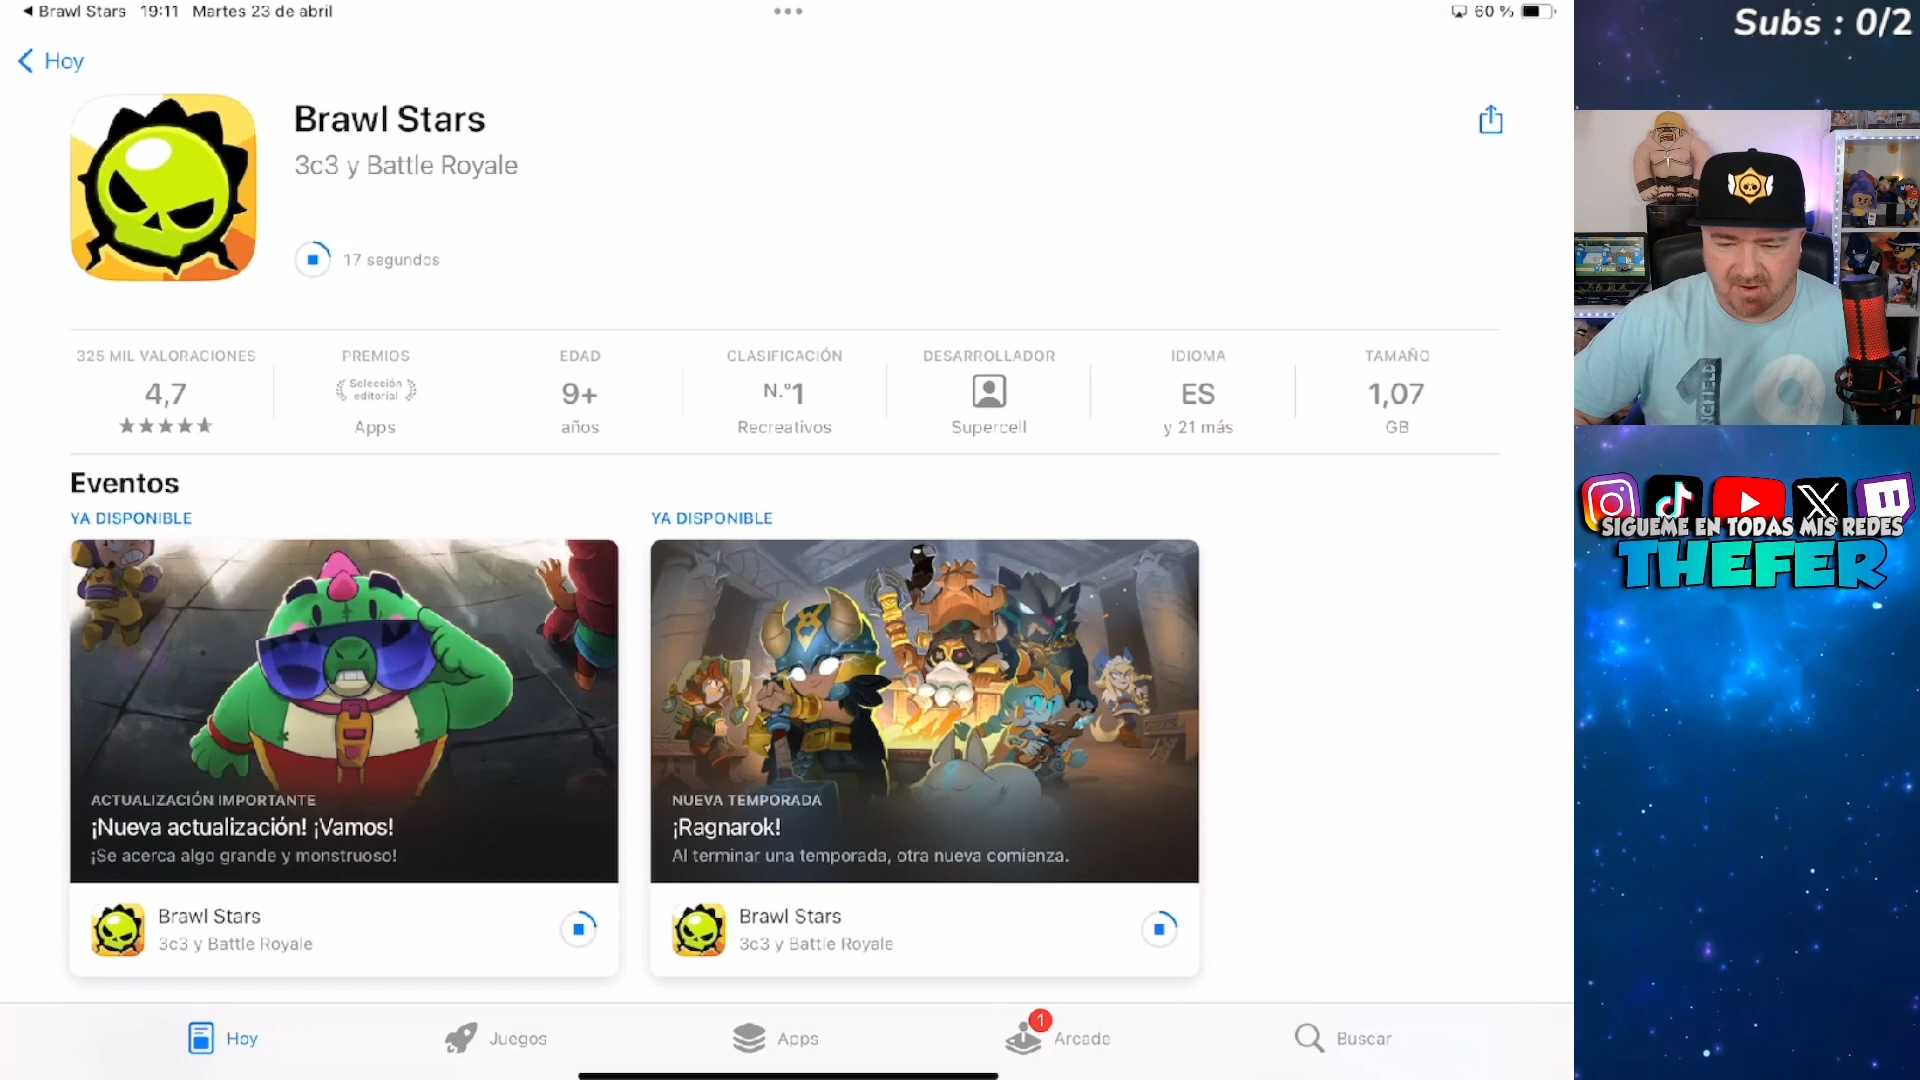 ◀ Brawl Stars 19:11 Martes 23 de abril
60 %
Subs : 0/2
Hoy
Brawl Stars
3c3 y Battle Royale
17 segundos
325 MIL VALORACIONES
4,7
PREMIOS
Selección
editorial
Apps
EDAD
9+
años
CLASIFICACIÓN
N.º1
Recreativos
DESARROLLADOR
Supercell
IDIOMA
ES
y 21 más
TAMAÑO
1,07
GB
Eventos
YA DISPONIBLE
ACTUALIZACIÓN IMPORTANTE
¡Nueva actualización! ¡Vamos!
¡Se acerca algo grande y monstruoso!
Brawl Stars
3c3 y Battle Royale
YA DISPONIBLE
NUEVA TEMPORADA
¡Ragnarok!
Al terminar una temporada, otra nueva comienza.
Brawl Stars
3c3 y Battle Royale
SIGUEME EN TODAS MIS REDES
THEFER
Hoy
Juegos
Apps
1
Arcade
Buscar